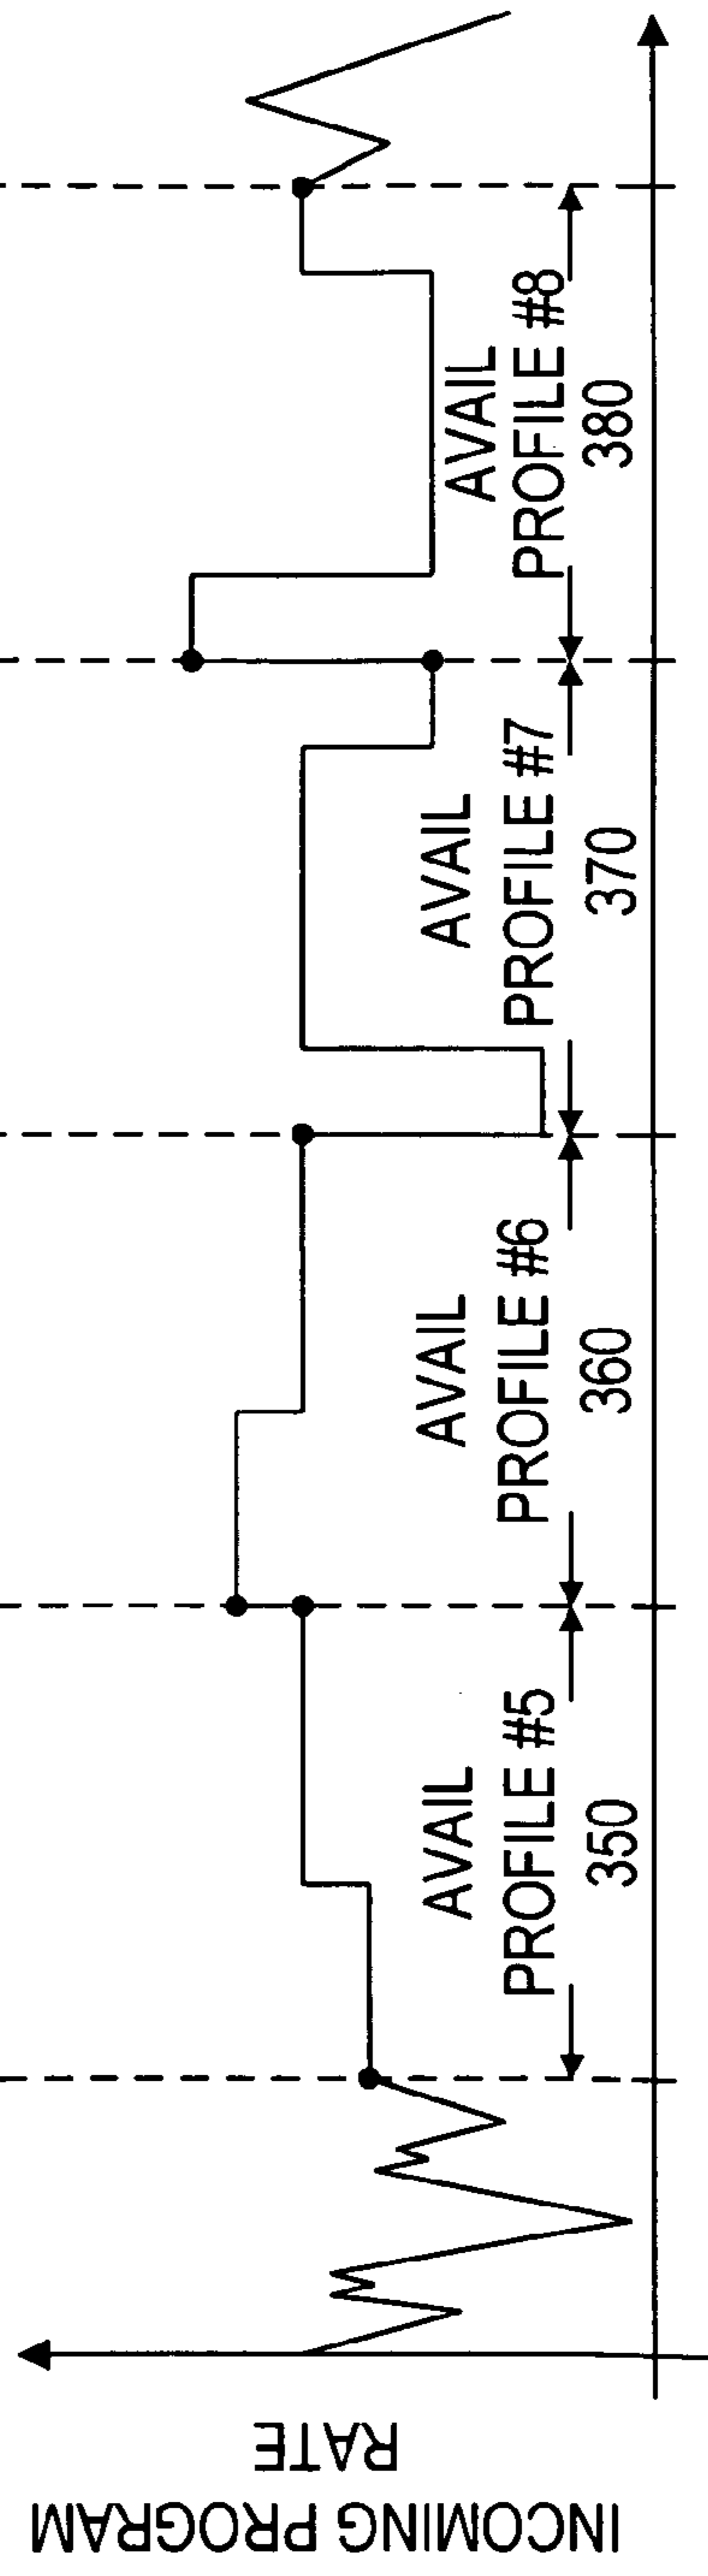 INCOMING PROGRAM
RATE
AVAIL
PROFILE #5
350
AVAIL
PROFILE #6
360
AVAIL
PROFILE #7
370
AVAIL
PROFILE #8
380